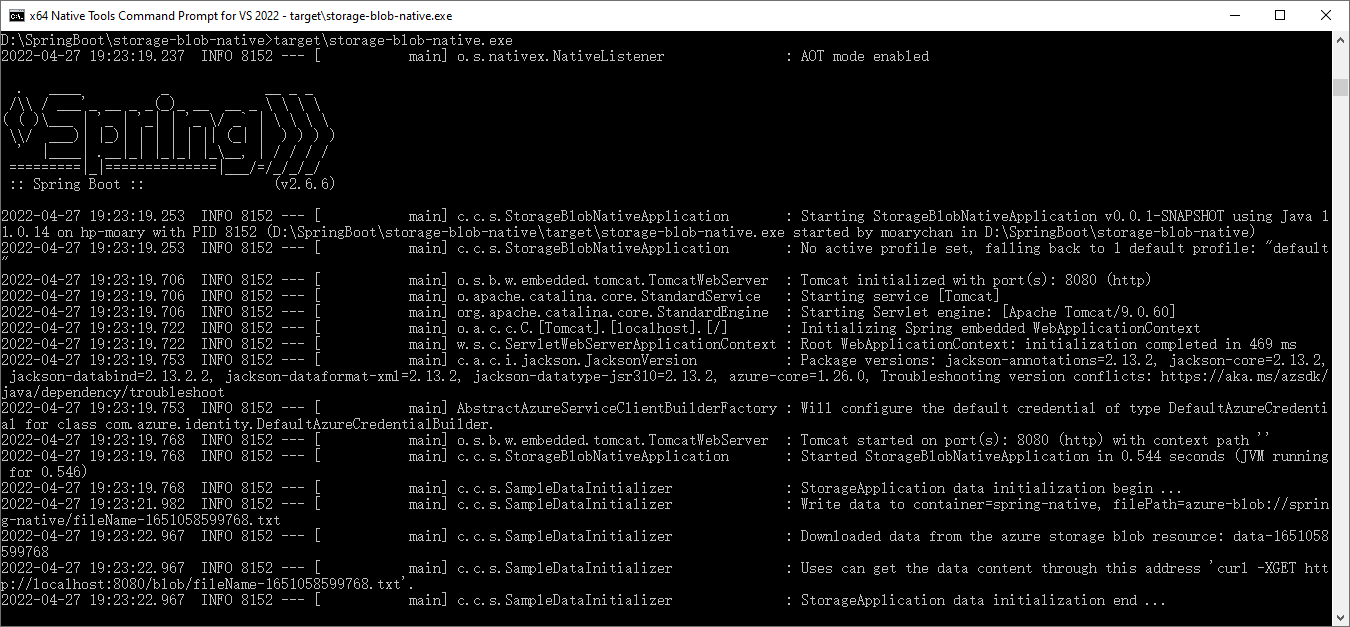 x64 Native Tools Command Prompt for VS 2022 - target\storage-blob-native.exe
D:\SpringBoot\storage-blob-native>target\storage-blob-native.exe
2022-04-27 19:23:19.237  INFO 8152 --- [           main] o.s.nativex.NativeListener               : AOT mode enabled
  .   ____          _            __ _ _
 /\\ / ___'_ __ _ _(_)_ __  __ _ \ \ \ \
( ( )\___ | '_ | '_| | '_ \/ _` | \ \ \ \
 \\/  ___)| |_)| | | | | || (_| |  ) ) ) )
  '  |____| .__|_| |_|_| |_\__, | / / / /
 =========|_|==============|___/=/_/_/_/
 :: Spring Boot ::                (v2.6.6)
2022-04-27 19:23:19.253  INFO 8152 --- [           main] c.c.s.StorageBlobNativeApplication       : Starting StorageBlobNativeApplication v0.0.1-SNAPSHOT using Java 1
1.0.14 on hp-moary with PID 8152 (D:\SpringBoot\storage-blob-native\target\storage-blob-native.exe started by moarychan in D:\SpringBoot\storage-blob-native)
2022-04-27 19:23:19.253  INFO 8152 --- [           main] c.c.s.StorageBlobNativeApplication       : No active profile set, falling back to 1 default profile: "default
"
2022-04-27 19:23:19.706  INFO 8152 --- [           main] o.s.b.w.embedded.tomcat.TomcatWebServer  : Tomcat initialized with port(s): 8080 (http)
2022-04-27 19:23:19.706  INFO 8152 --- [           main] o.apache.catalina.core.StandardService   : Starting service [Tomcat]
2022-04-27 19:23:19.706  INFO 8152 --- [           main] org.apache.catalina.core.StandardEngine  : Starting Servlet engine: [Apache Tomcat/9.0.60]
2022-04-27 19:23:19.722  INFO 8152 --- [           main] o.a.c.c.C.[Tomcat].[localhost].[/]       : Initializing Spring embedded WebApplicationContext
2022-04-27 19:23:19.722  INFO 8152 --- [           main] w.s.c.ServletWebServerApplicationContext : Root WebApplicationContext: initialization completed in 469 ms
2022-04-27 19:23:19.753  INFO 8152 --- [           main] c.a.c.i.jackson.JacksonVersion           : Package versions: jackson-annotations=2.13.2, jackson-core=2.13.2,
 jackson-databind=2.13.2.2, jackson-dataformat-xml=2.13.2, jackson-datatype-jsr310=2.13.2, azure-core=1.26.0, Troubleshooting version conflicts: https://aka.ms/azsdk/
java/dependency/troubleshoot
2022-04-27 19:23:19.753  INFO 8152 --- [           main] AbstractAzureServiceClientBuilderFactory : Will configure the default credential of type DefaultAzureCredenti
al for class com.azure.identity.DefaultAzureCredentialBuilder.
2022-04-27 19:23:19.768  INFO 8152 --- [           main] o.s.b.w.embedded.tomcat.TomcatWebServer  : Tomcat started on port(s): 8080 (http) with context path ''
2022-04-27 19:23:19.768  INFO 8152 --- [           main] c.c.s.StorageBlobNativeApplication       : Started StorageBlobNativeApplication in 0.544 seconds (JVM running
 for 0.546)
2022-04-27 19:23:19.768  INFO 8152 --- [           main] c.c.s.SampleDataInitializer              : StorageApplication data initialization begin ...
2022-04-27 19:23:21.982  INFO 8152 --- [           main] c.c.s.SampleDataInitializer              : Write data to container=spring-native, filePath=azure-blob://sprin
g-native/fileName-1651058599768.txt
2022-04-27 19:23:22.967  INFO 8152 --- [           main] c.c.s.SampleDataInitializer              : Downloaded data from the azure storage blob resource: data-1651058
599768
2022-04-27 19:23:22.967  INFO 8152 --- [           main] c.c.s.SampleDataInitializer              : Uses can get the data content through this address 'curl -XGET htt
p://localhost:8080/blob/fileName-1651058599768.txt'.
2022-04-27 19:23:22.967  INFO 8152 --- [           main] c.c.s.SampleDataInitializer              : StorageApplication data initialization end ...